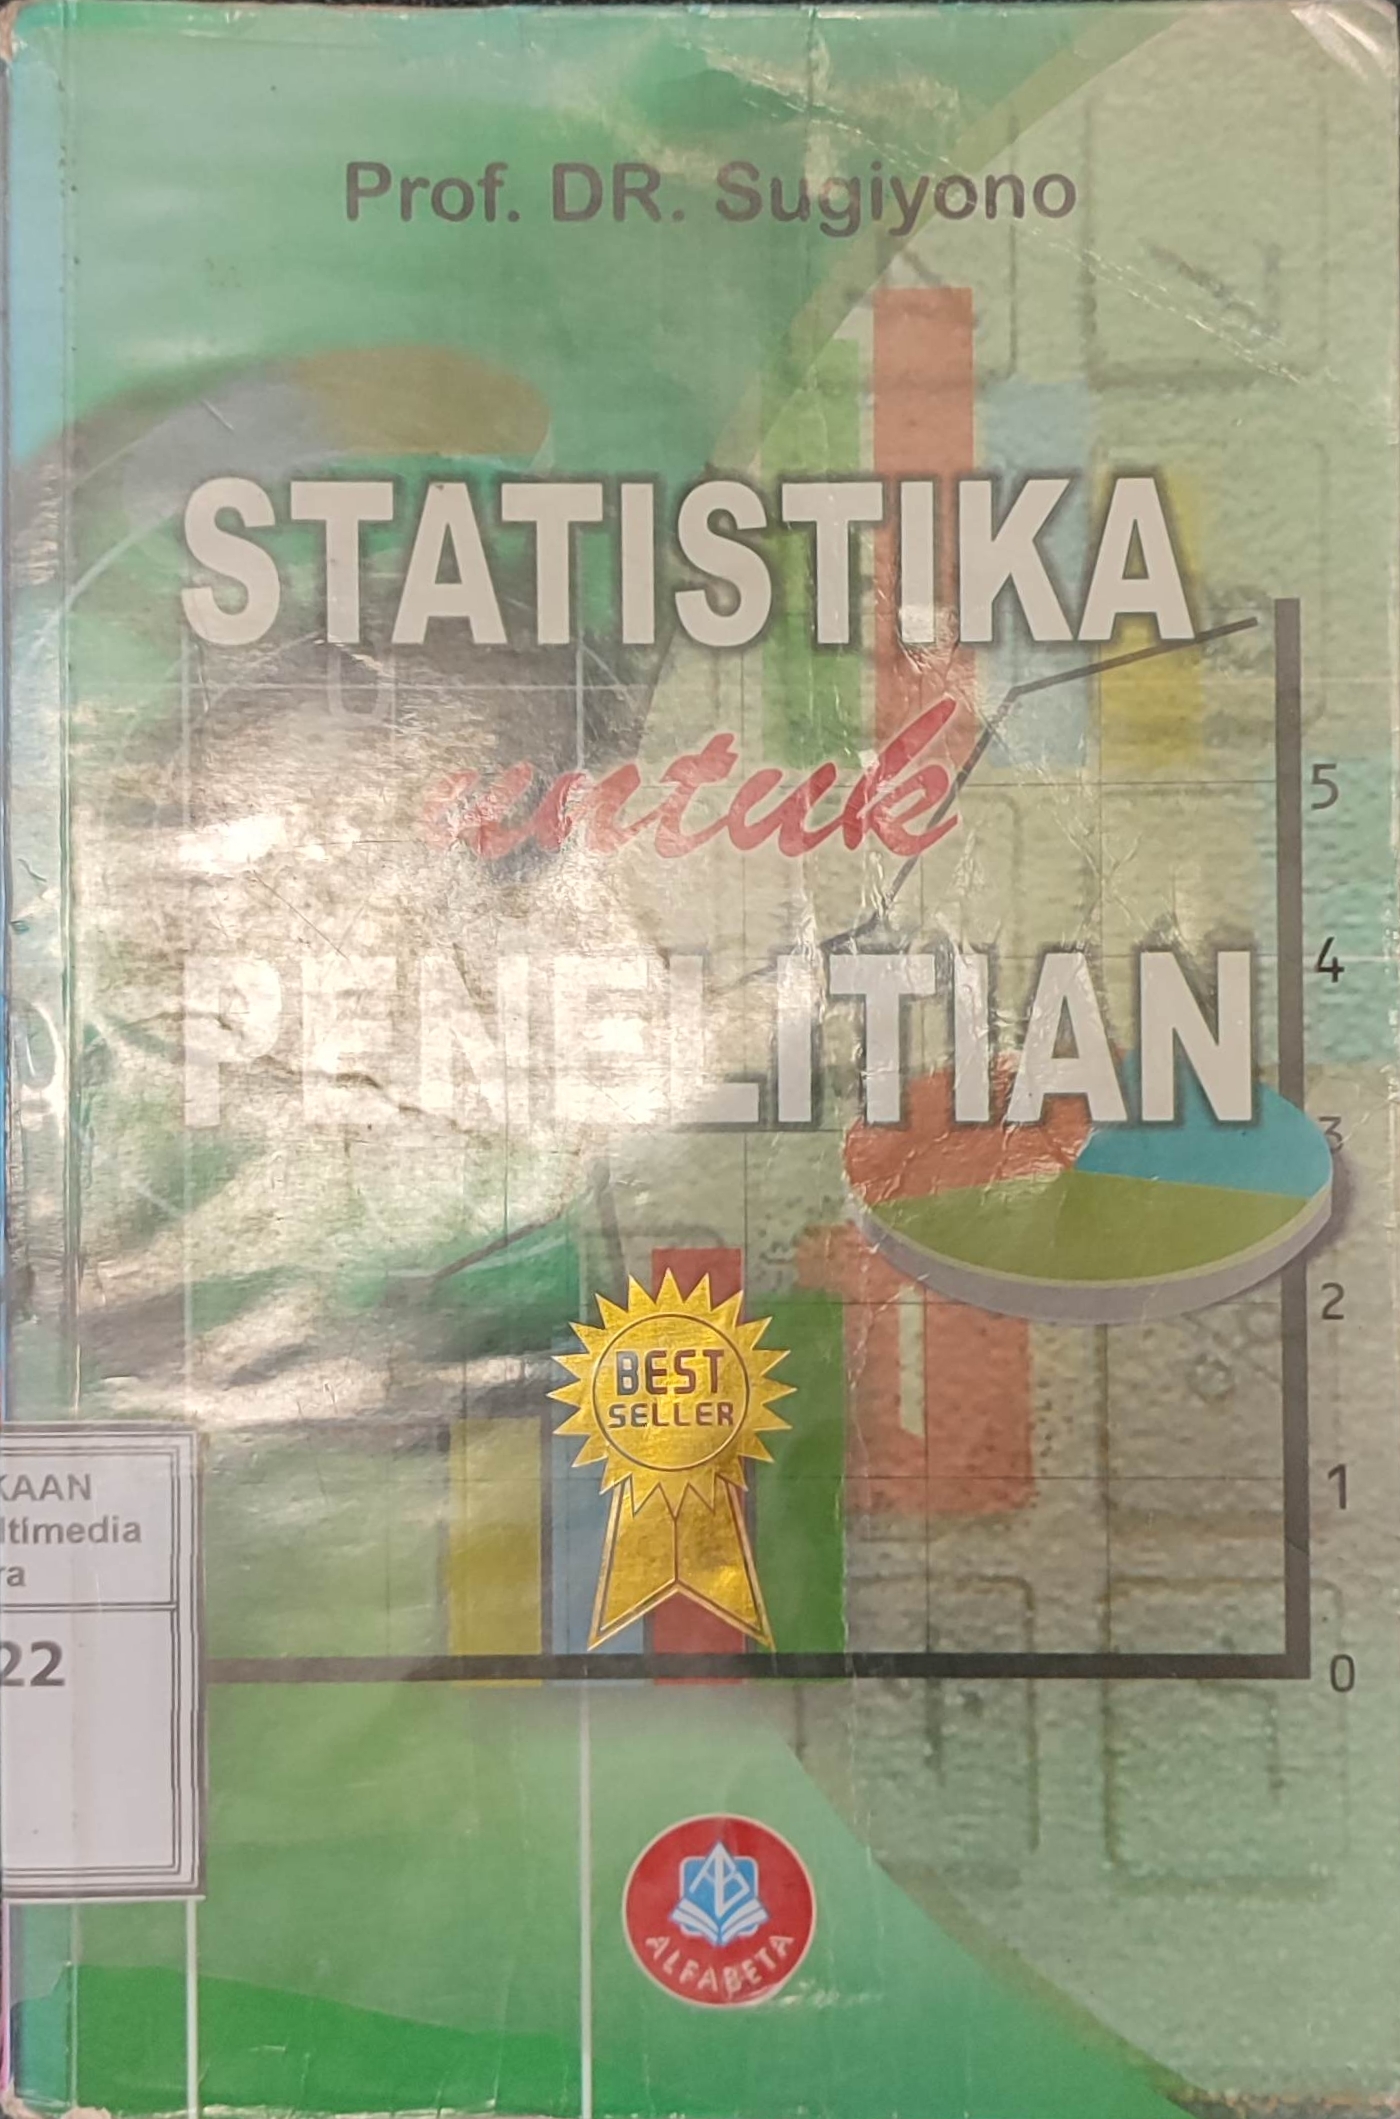 Prof. DR. Sugiyono
STATISTIKA
untuk
PENELITIAN
5
4
3
2
1
0
BEST
SELLER
KAAN
ltimedia
ra
22
ALFABETA